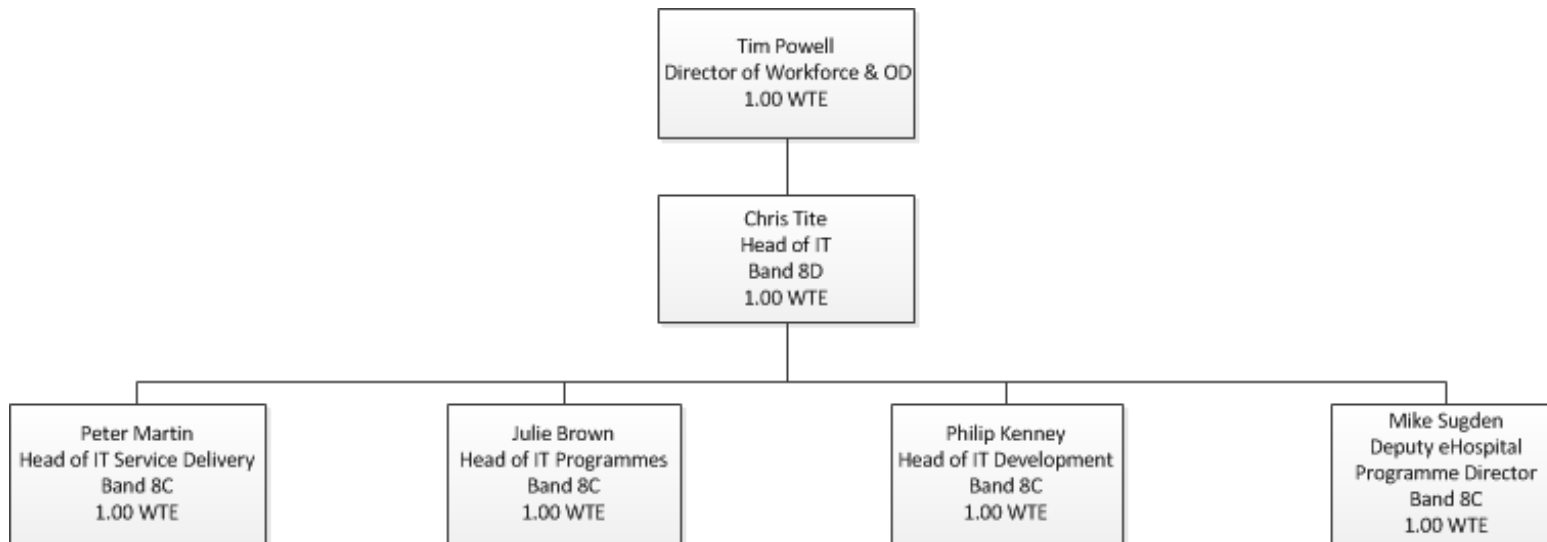 Tim Powell
Director of Workforce & OD
1.00 WTE
Chris Tite
Head of IT
Band 8D
1.00 WTE
Peter Martin
Head of IT Service Delivery
Band 8C
1.00 WTE
Julie Brown
Head of IT Programmes
Band 8C
1.00 WTE
Philip Kenney
Head of IT Development
Band 8C
1.00 WTE
Mike Sugden
Deputy eHospital
Programme Director
Band 8C
1.00 WTE